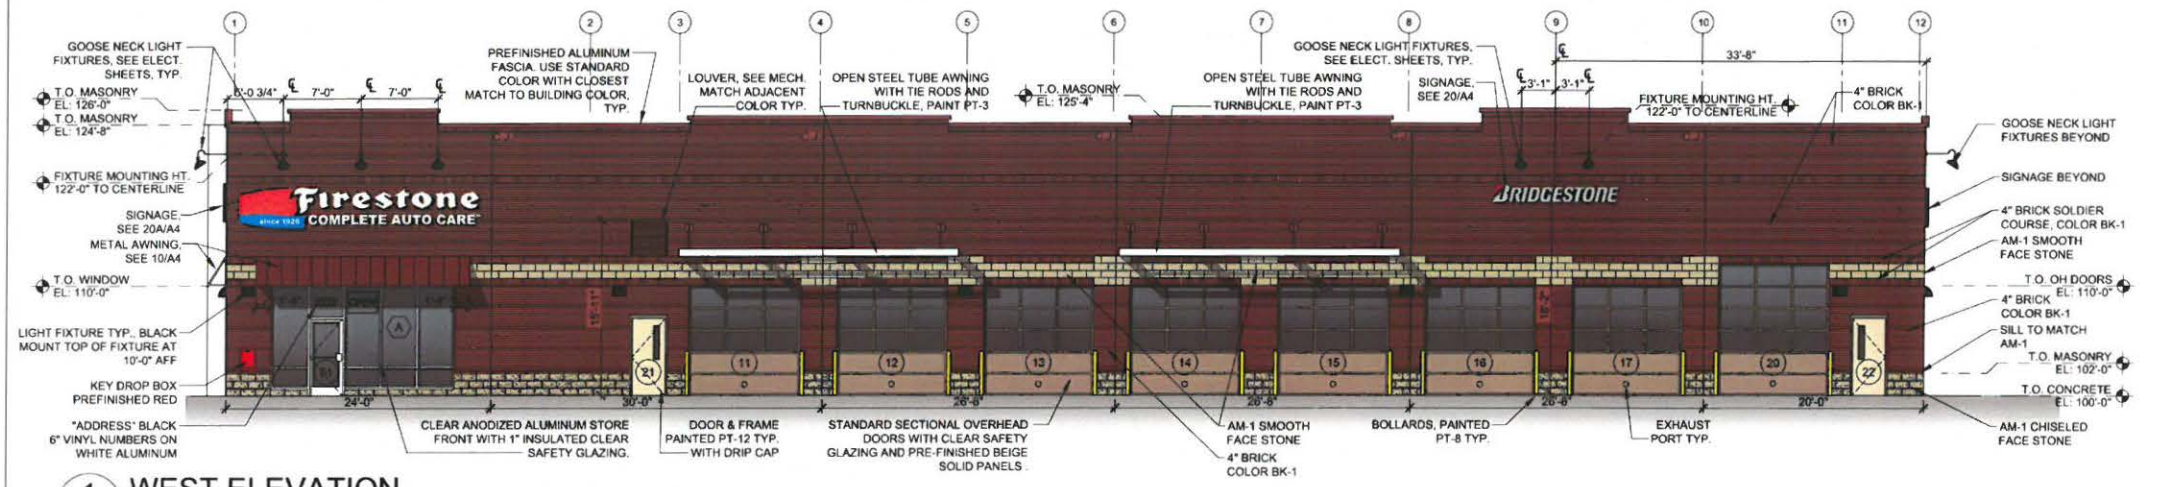 1
2
3
4
5
6
7
8
9
10
11
12
GOOSE NECK LIGHT
FIXTURES, SEE ELECT.
SHEETS, TYP.
PREFINISHED ALUMINUM
FASCIA. USE STANDARD
COLOR WITH CLOSEST
MATCH TO BUILDING COLOR,
TYP.
LOUVER, SEE MECH.
MATCH ADJACENT
COLOR TYP.
OPEN STEEL TUBE AWNING
WITH TIE RODS AND
TURNBUCKLE, PAINT PT-3
T.O. MASONRY
EL: 125'-4"
OPEN STEEL TUBE AWNING
WITH TIE RODS AND
TURNBUCKLE, PAINT PT-3
GOOSE NECK LIGHT FIXTURES,
SEE ELECT. SHEETS, TYP.
SIGNAGE,
SEE 20/A4
3'-1"
3'-1"
33'-8"
FIXTURE MOUNTING HT.
122'-0" TO CENTERLINE
4" BRICK
COLOR BK-1
GOOSE NECK LIGHT
FIXTURES BEYOND
6'-0 3/4"
7'-0"
7'-0"
T.O. MASONRY
EL: 126'-0"
T.O. MASONRY
EL: 124'-8"
FIXTURE MOUNTING HT.
122'-0" TO CENTERLINE
SIGNAGE,
SEE 20A/A4
METAL AWNING,
SEE 10/A4
T.O. WINDOW
EL: 110'-0"
LIGHT FIXTURE TYP., BLACK
MOUNT TOP OF FIXTURE AT
10'-0" AFF
KEY DROP BOX
PREFINISHED RED
"ADDRESS" BLACK
6" VINYL NUMBERS ON
WHITE ALUMINUM
Firestone
since 1926
COMPLETE AUTO CARE™
BRIDGESTONE
OPEN
A
15'-11"
21
11
12
13
14
15
16
17
20
22
SIGNAGE BEYOND
4" BRICK SOLDIER
COURSE, COLOR BK-1
AM-1 SMOOTH
FACE STONE
T.O. OH DOORS
EL: 110'-0"
4" BRICK
COLOR BK-1
SILL TO MATCH
AM-1
T.O. MASONRY
EL: 102'-0"
T.O. CONCRETE
EL: 100'-0"
AM-1 CHISELED
FACE STONE
24'-0"
30'-0"
26'-8"
26'-8"
26'-8"
20'-0"
CLEAR ANODIZED ALUMINUM STORE
FRONT WITH 1" INSULATED CLEAR
SAFETY GLAZING.
DOOR & FRAME
PAINTED PT-12 TYP.
WITH DRIP CAP
STANDARD SECTIONAL OVERHEAD
DOORS WITH CLEAR SAFETY
GLAZING AND PRE-FINISHED BEIGE
SOLID PANELS.
AM-1 SMOOTH
FACE STONE
4" BRICK
COLOR BK-1
BOLLARDS, PAINTED
PT-8 TYP.
EXHAUST
PORT TYP.
1
WEST ELEVATION